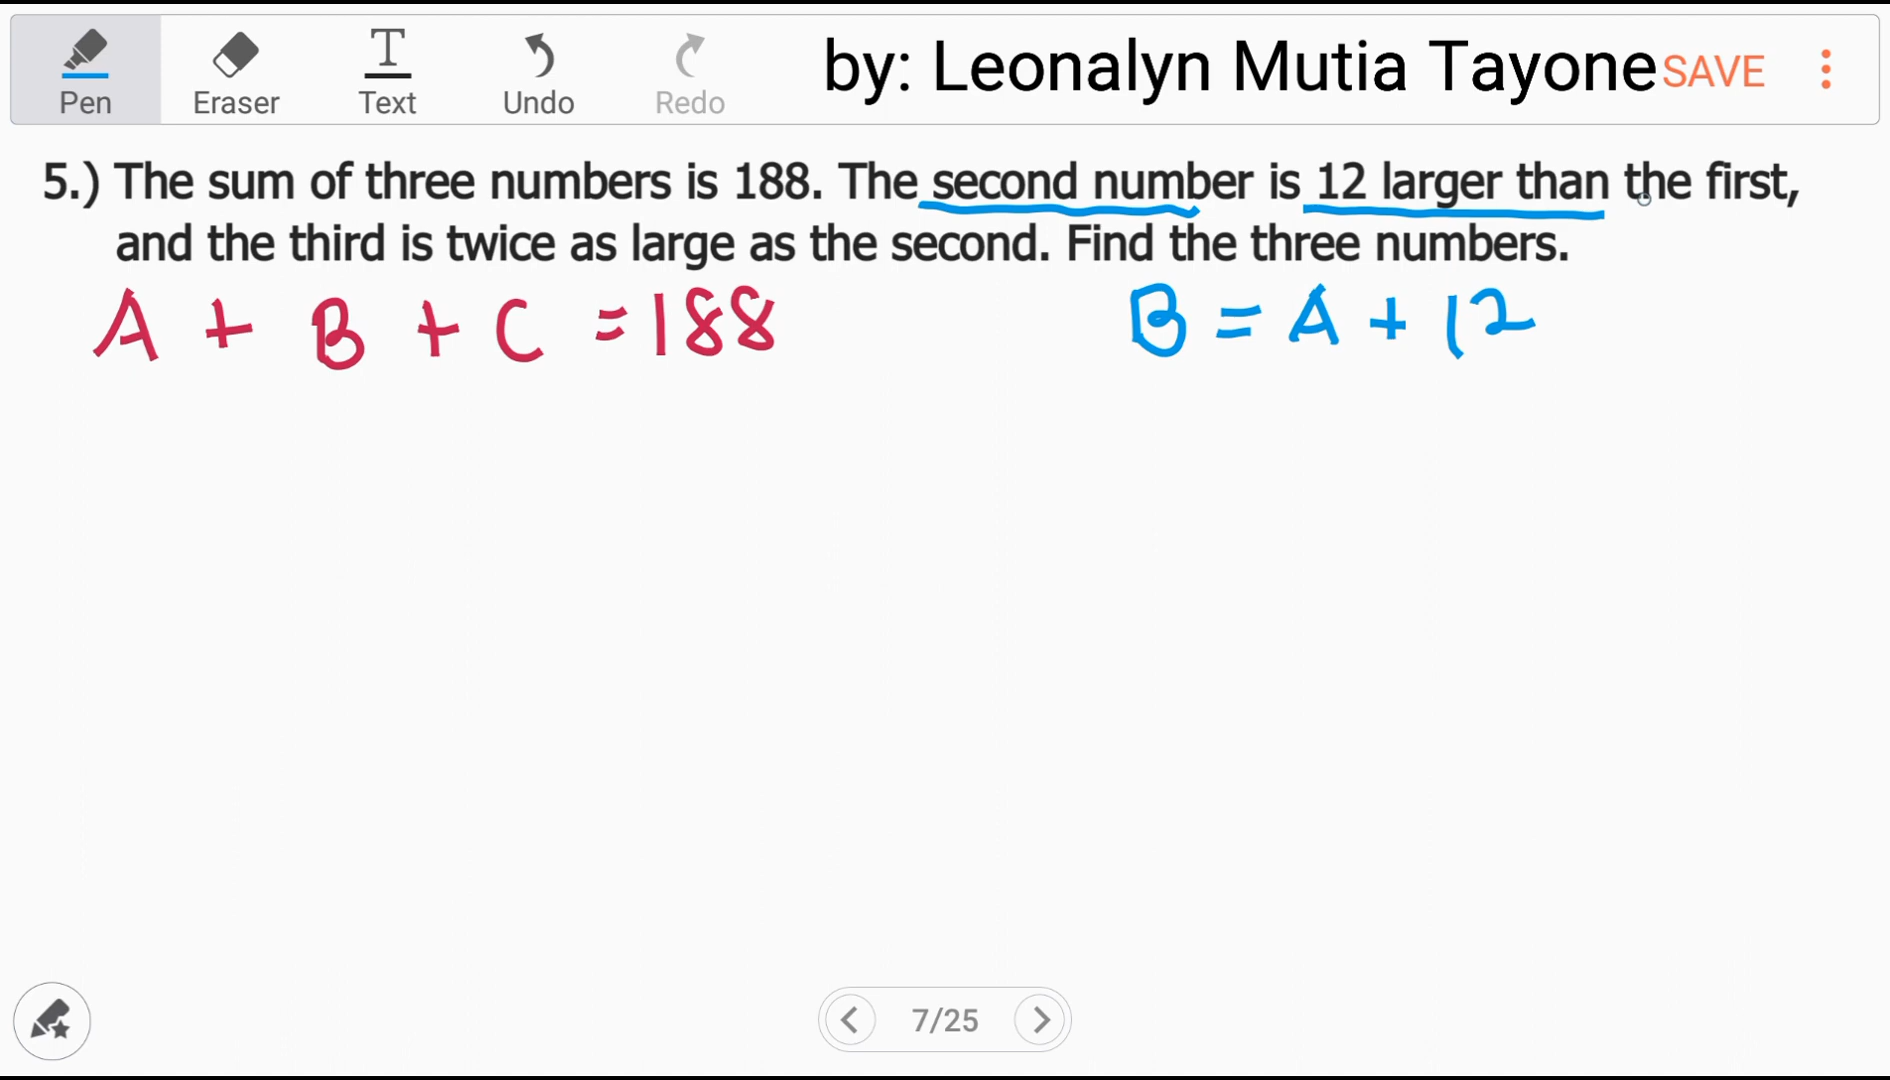 Pen Eraser Text Undo Redo by: Leonalyn Mutia Tayone SAVE
5.) The sum of three numbers is 188. The second number is 12 larger than the first,
and the third is twice as large as the second. Find the three numbers.
A + B + C = 188 B = A + 12
7/25